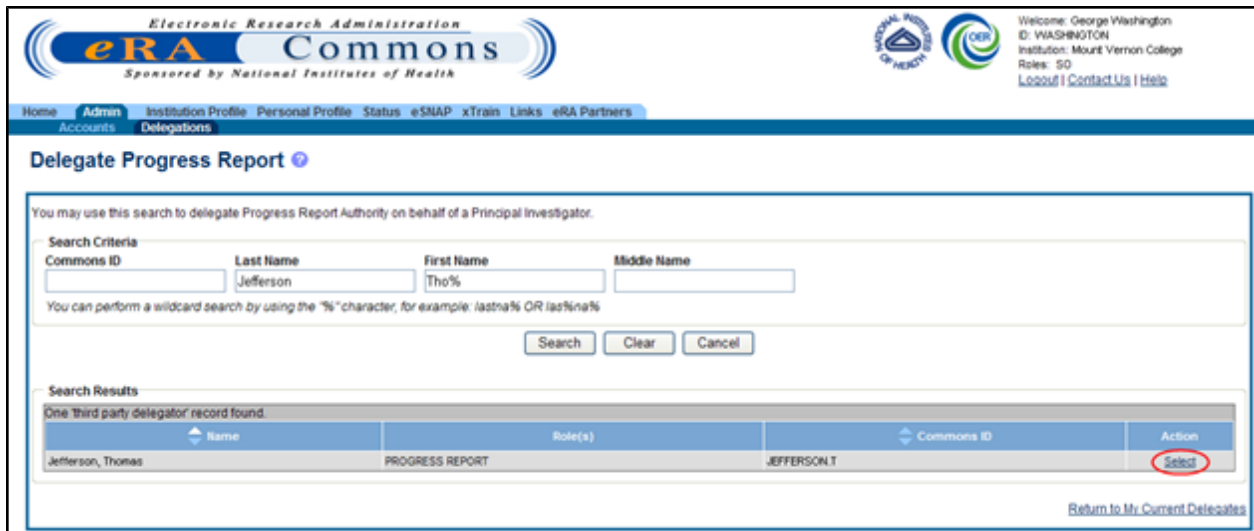 Electronic Research Administration
eRA Commons
Sponsored by National Institutes of Health
NATIONAL INSTITUTES OF HEALTH
OER
Welcome: George Washington
ID: WASHINGTON
Institution: Mount Vernon College
Roles: SO
Logout | Contact Us | Help
Home Admin Institution Profile Personal Profile Status eSNAP xTrain Links eRA Partners
Accounts Delegations
Delegate Progress Report ?
You may use this search to delegate Progress Report Authority on behalf of a Principal Investigator.
Search Criteria
Commons ID Last Name First Name Middle Name
Jefferson Tho%
You can perform a wildcard search by using the "%" character, for example: lastna% OR las%na%
Search Clear Cancel
Search Results
One 'third party delegator' record found.
Name Role(s) Commons ID Action
Jefferson, Thomas PROGRESS REPORT JEFFERSON.T Select
Return to My Current Delegates